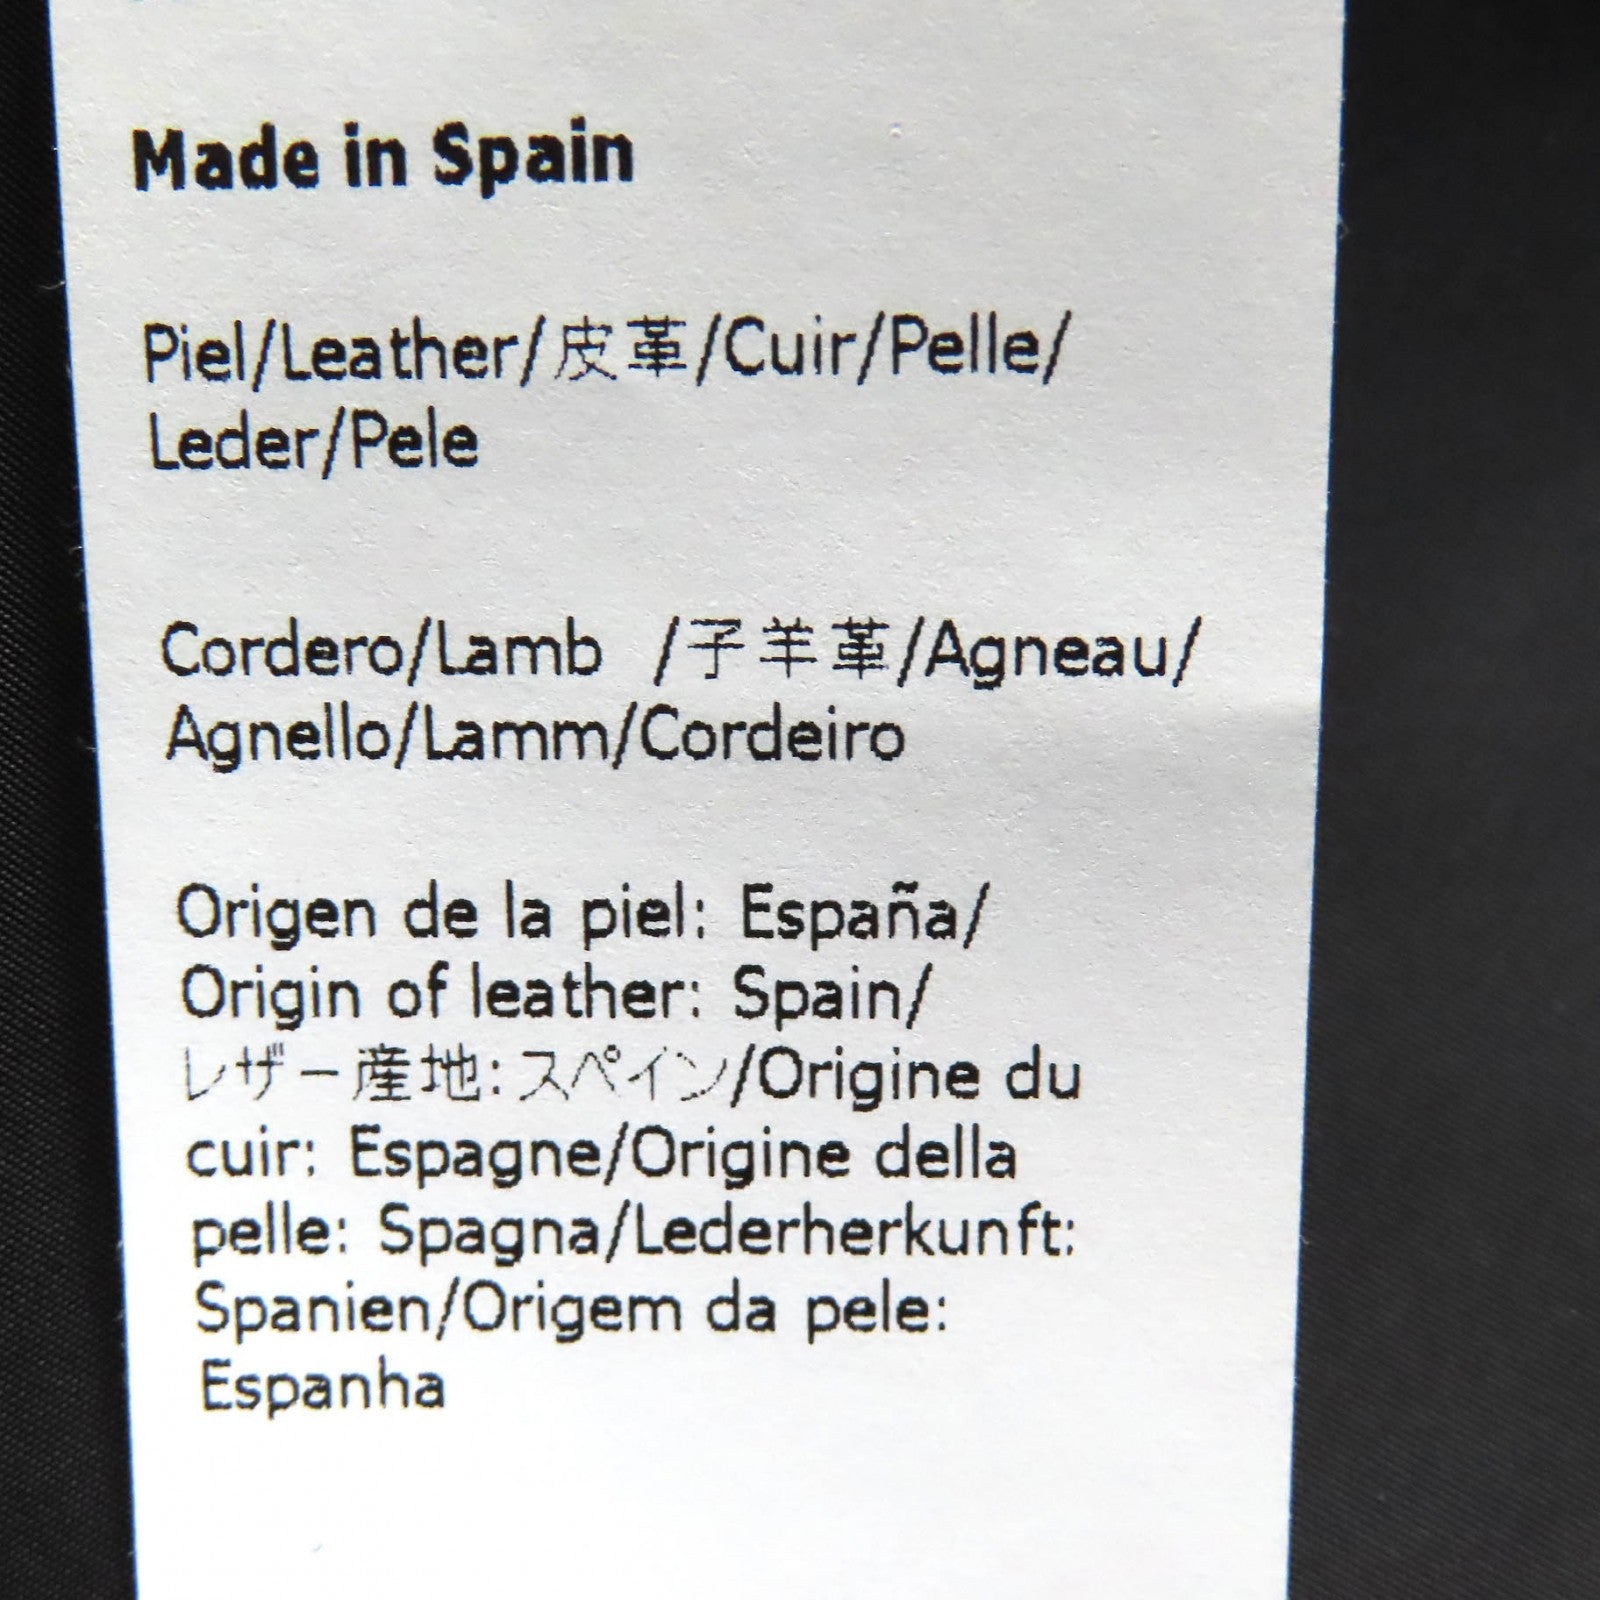 Made in Spain
Piel/Leather/皮革/Cuir/Pelle/
Leder/Pele
Cordero/Lamb /子羊革/Agneau/
Agnello/Lamm/Cordeiro
Origen de la piel: España/
Origin of leather: Spain/
レザー産地: スペイン/Origine du
cuir: Espagne/Origine della
pelle: Spagna/Lederherkunft:
Spanien/Origem da pele:
Espanha